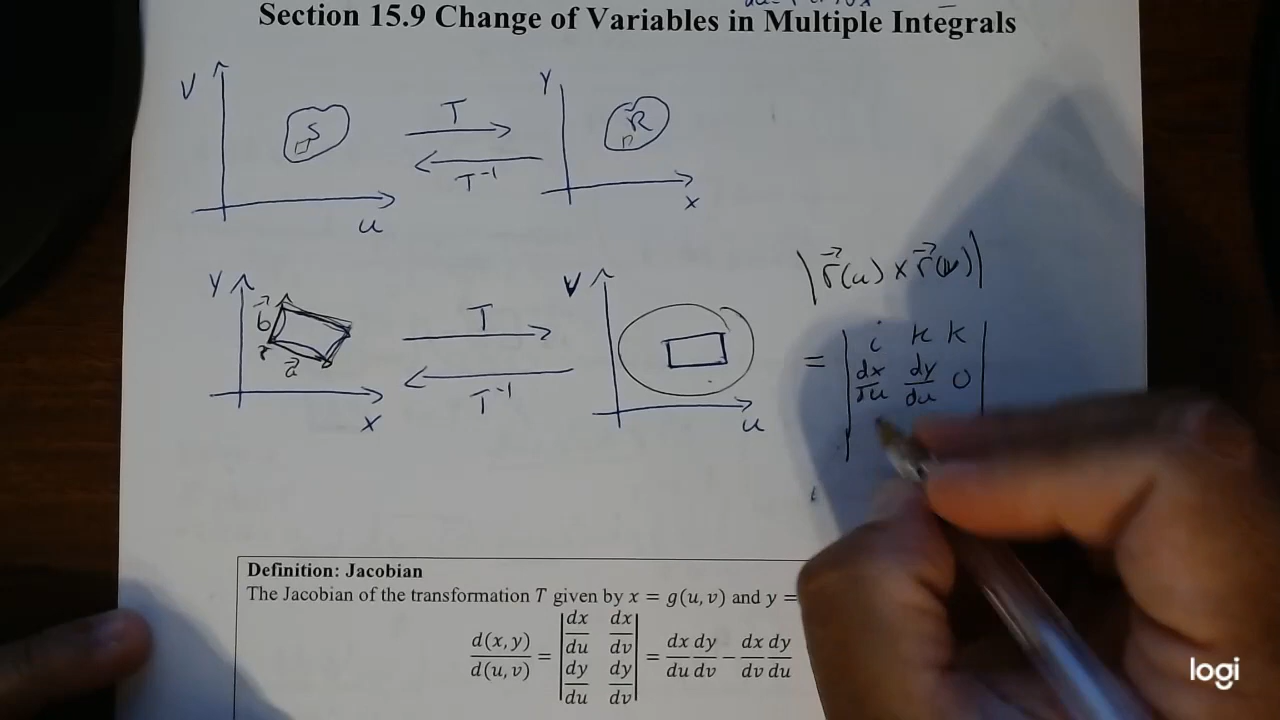 Section 15.9 Change of Variables in Multiple Integrals
V S u
T
T⁻¹
Y R x
Y b⃗ a⃗ x
T
T⁻¹
V u
|r⃗(u) × r⃗(v)|
= | i k k |
dx/du dy/du 0
Definition: Jacobian
The Jacobian of the transformation T given by x = g(u, v) and y =
d(x, y)/d(u, v) = |dx/du dx/dv
dy/du dy/dv| = dx/du dy/dv − dx/dv dy/du
logi